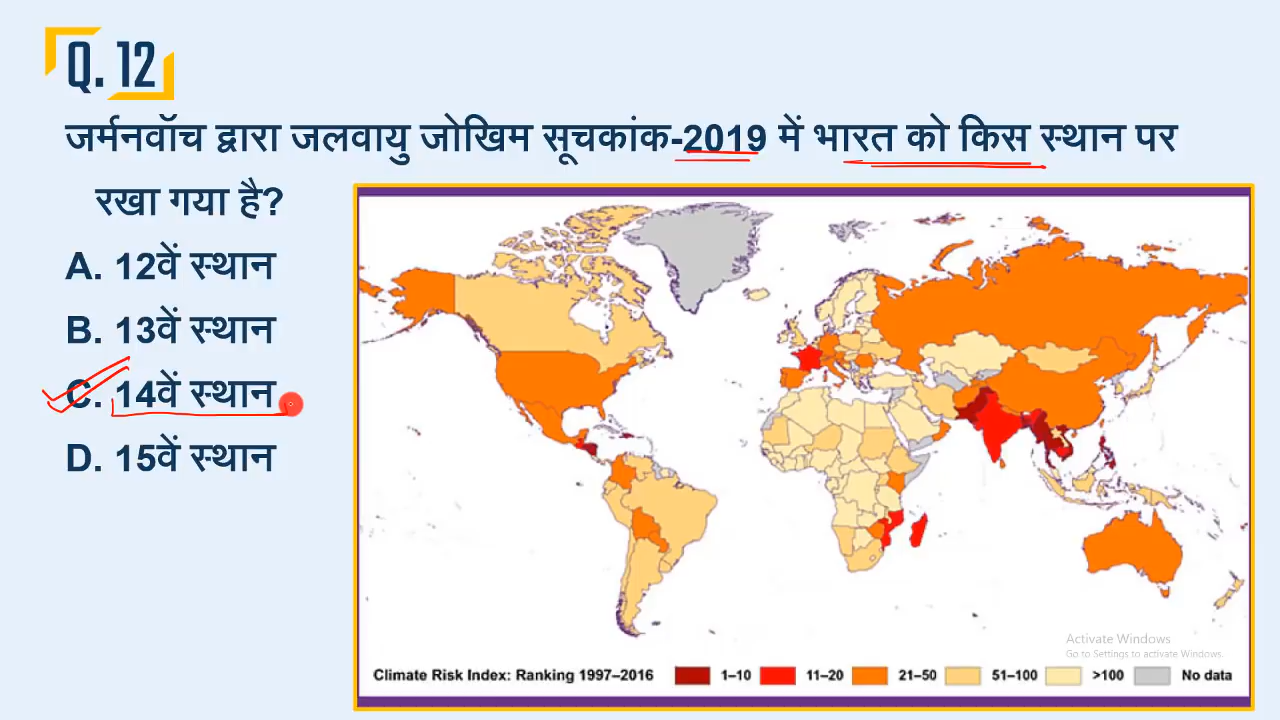 Q. 12
जर्मनवॉच द्वारा जलवायु जोखिम सूचकांक-2019 में भारत को किस स्थान पर
रखा गया है?
A. 12वें स्थान
B. 13वें स्थान
C. 14वें स्थान
D. 15वें स्थान
Activate Windows
Go to Settings to activate Windows.
Climate Risk Index: Ranking 1997–2016 1–10 11–20 21–50 51–100 >100 No data